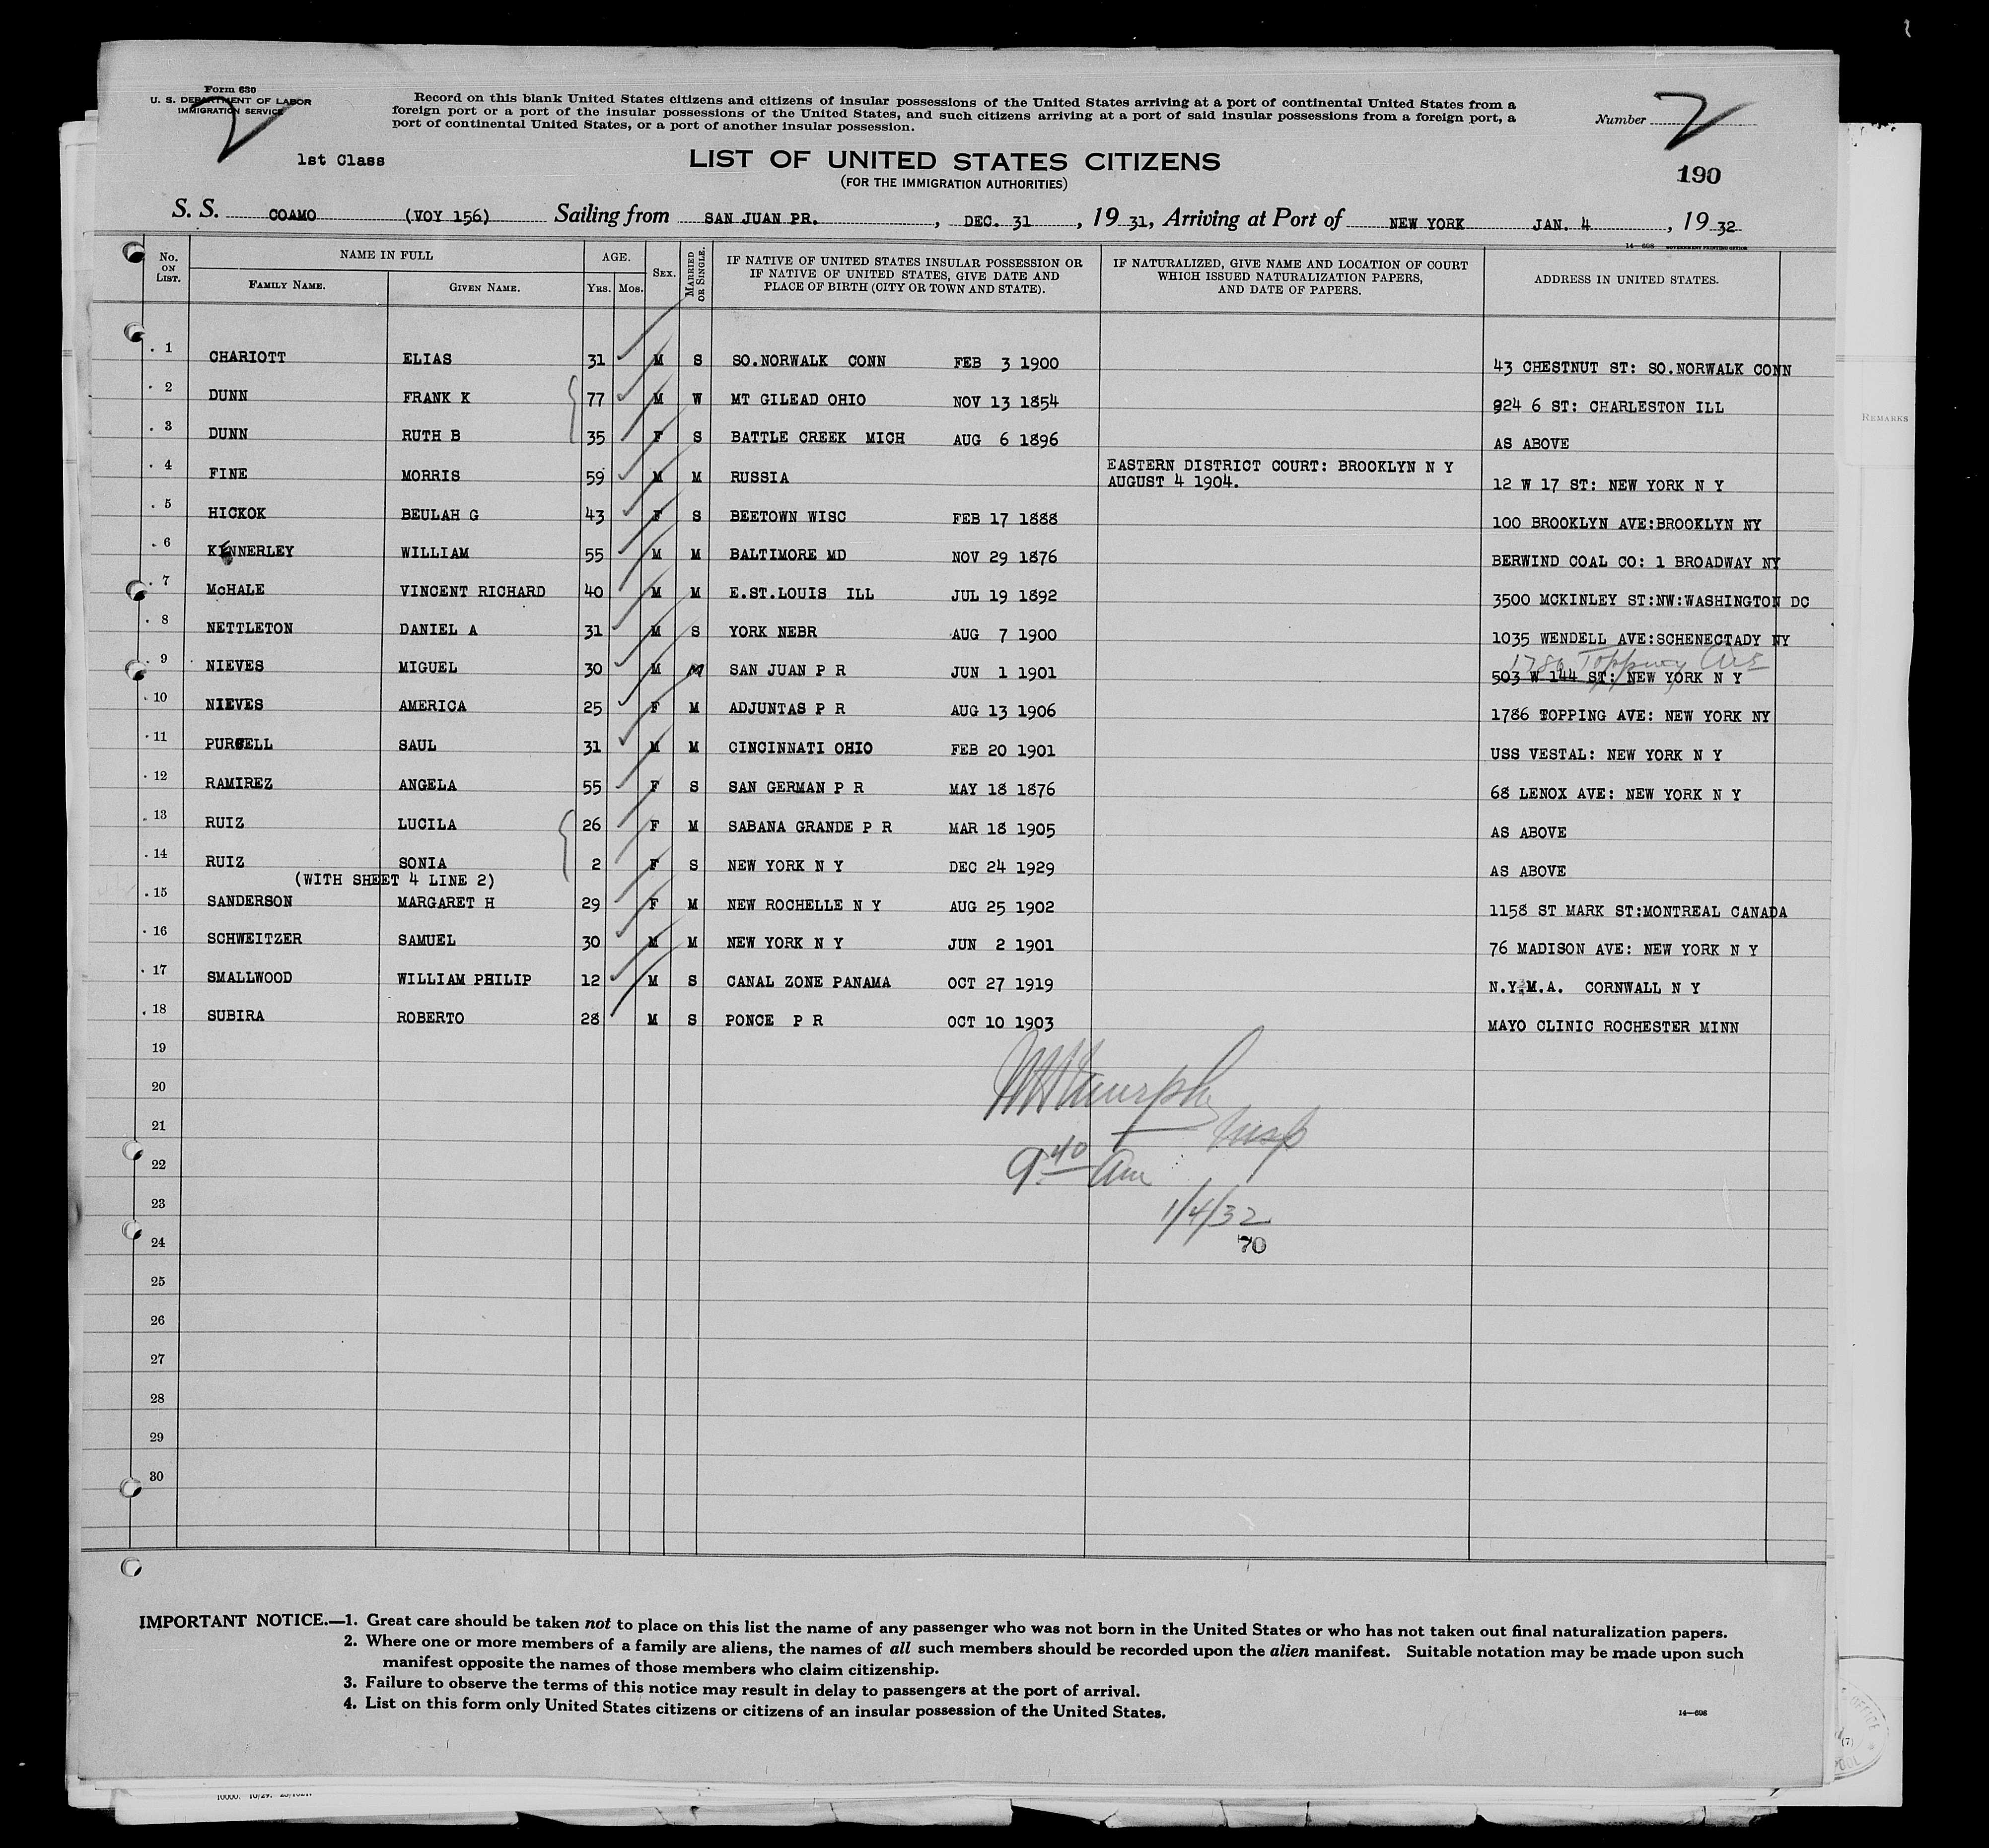 Form 630
U. S. DEPARTMENT OF LABOR
IMMIGRATION SERVICE
2
Record on this blank United States citizens and citizens of insular possessions of the United States arriving at a port of continental United States from a
foreign port or a port of the insular possessions of the United States, and such citizens arriving at a port of said insular possessions from a foreign port, a
port of continental United States, or a port of another insular possession.
Number 2
1st Class
LIST OF UNITED STATES CITIZENS
(FOR THE IMMIGRATION AUTHORITIES)
190
S. S. COAMO (VOY 156) Sailing from SAN JUAN PR. , DEC. 31 , 19 31, Arriving at Port of NEW YORK JAN. 4 , 19 32
14—698 GOVERNMENT PRINTING OFFICE
No. ON LIST. NAME IN FULL FAMILY NAME. GIVEN NAME. AGE. YRS. MOS. SEX. MARRIED OR SINGLE. IF NATIVE OF UNITED STATES INSULAR POSSESSION OR IF NATIVE OF UNITED STATES, GIVE DATE AND PLACE OF BIRTH (CITY OR TOWN AND STATE). IF NATURALIZED, GIVE NAME AND LOCATION OF COURT WHICH ISSUED NATURALIZATION PAPERS, AND DATE OF PAPERS. ADDRESS IN UNITED STATES.
1 CHARIOTT ELIAS 31 M S SO.NORWALK CONN FEB 3 1900 43 CHESTNUT ST: SO.NORWALK CONN
2 DUNN FRANK K 77 M W MT GILEAD OHIO NOV 13 1854 924 6 ST: CHARLESTON ILL
3 DUNN RUTH B 35 F S BATTLE CREEK MICH AUG 6 1896 AS ABOVE
REMARKS
4 FINE MORRIS 59 M M RUSSIA EASTERN DISTRICT COURT: BROOKLYN N Y AUGUST 4 1904. 12 W 17 ST: NEW YORK N Y
5 HICKOK BEULAH G 43 F S BEETOWN WISC FEB 17 1888 100 BROOKLYN AVE:BROOKLYN NY
6 KENNERLEY WILLIAM 55 M M BALTIMORE MD NOV 29 1876 BERWIND COAL CO: 1 BROADWAY NY
7 McHALE VINCENT RICHARD 40 M M E.ST.LOUIS ILL JUL 19 1892 3500 MCKINLEY ST:NW:WASHINGTON DC
8 NETTLETON DANIEL A 31 M S YORK NEBR AUG 7 1900 1035 WENDELL AVE:SCHENECTADY NY
1786 Topping Ave
9 NIEVES MIGUEL 30 M M SAN JUAN P R JUN 1 1901 503 W 144 ST: NEW YORK N Y
10 NIEVES AMERICA 25 F M ADJUNTAS P R AUG 13 1906 1786 TOPPING AVE: NEW YORK NY
11 PURSELL SAUL 31 M M CINCINNATI OHIO FEB 20 1901 USS VESTAL: NEW YORK N Y
12 RAMIREZ ANGELA 55 F S SAN GERMAN P R MAY 18 1876 68 LENOX AVE: NEW YORK N Y
13 RUIZ LUCILA 26 F M SABANA GRANDE P R MAR 18 1905 AS ABOVE
14 RUIZ SONIA 2 F S NEW YORK N Y DEC 24 1929 AS ABOVE
(WITH SHEET 4 LINE 2)
15 SANDERSON MARGARET H 29 F M NEW ROCHELLE N Y AUG 25 1902 1158 ST MARK ST:MONTREAL CANADA
16 SCHWEITZER SAMUEL 30 M M NEW YORK N Y JUN 2 1901 76 MADISON AVE: NEW YORK N Y
17 SMALLWOOD WILLIAM PHILIP 12 M S CANAL ZONE PANAMA OCT 27 1919 N.Y.M.A. CORNWALL N Y
18 SUBIRA ROBERTO 28 M S PONCE P R OCT 10 1903 MAYO CLINIC ROCHESTER MINN
19
20
Murphy
21
Insp
22
9 40 Am
23
1/4/32
24
70
25
26
27
28
29
30
IMPORTANT NOTICE.—1. Great care should be taken not to place on this list the name of any passenger who was not born in the United States or who has not taken out final naturalization papers.
2. Where one or more members of a family are aliens, the names of all such members should be recorded upon the alien manifest. Suitable notation may be made upon such
manifest opposite the names of those members who claim citizenship.
3. Failure to observe the terms of this notice may result in delay to passengers at the port of arrival.
4. List on this form only United States citizens or citizens of an insular possession of the United States.
14—698